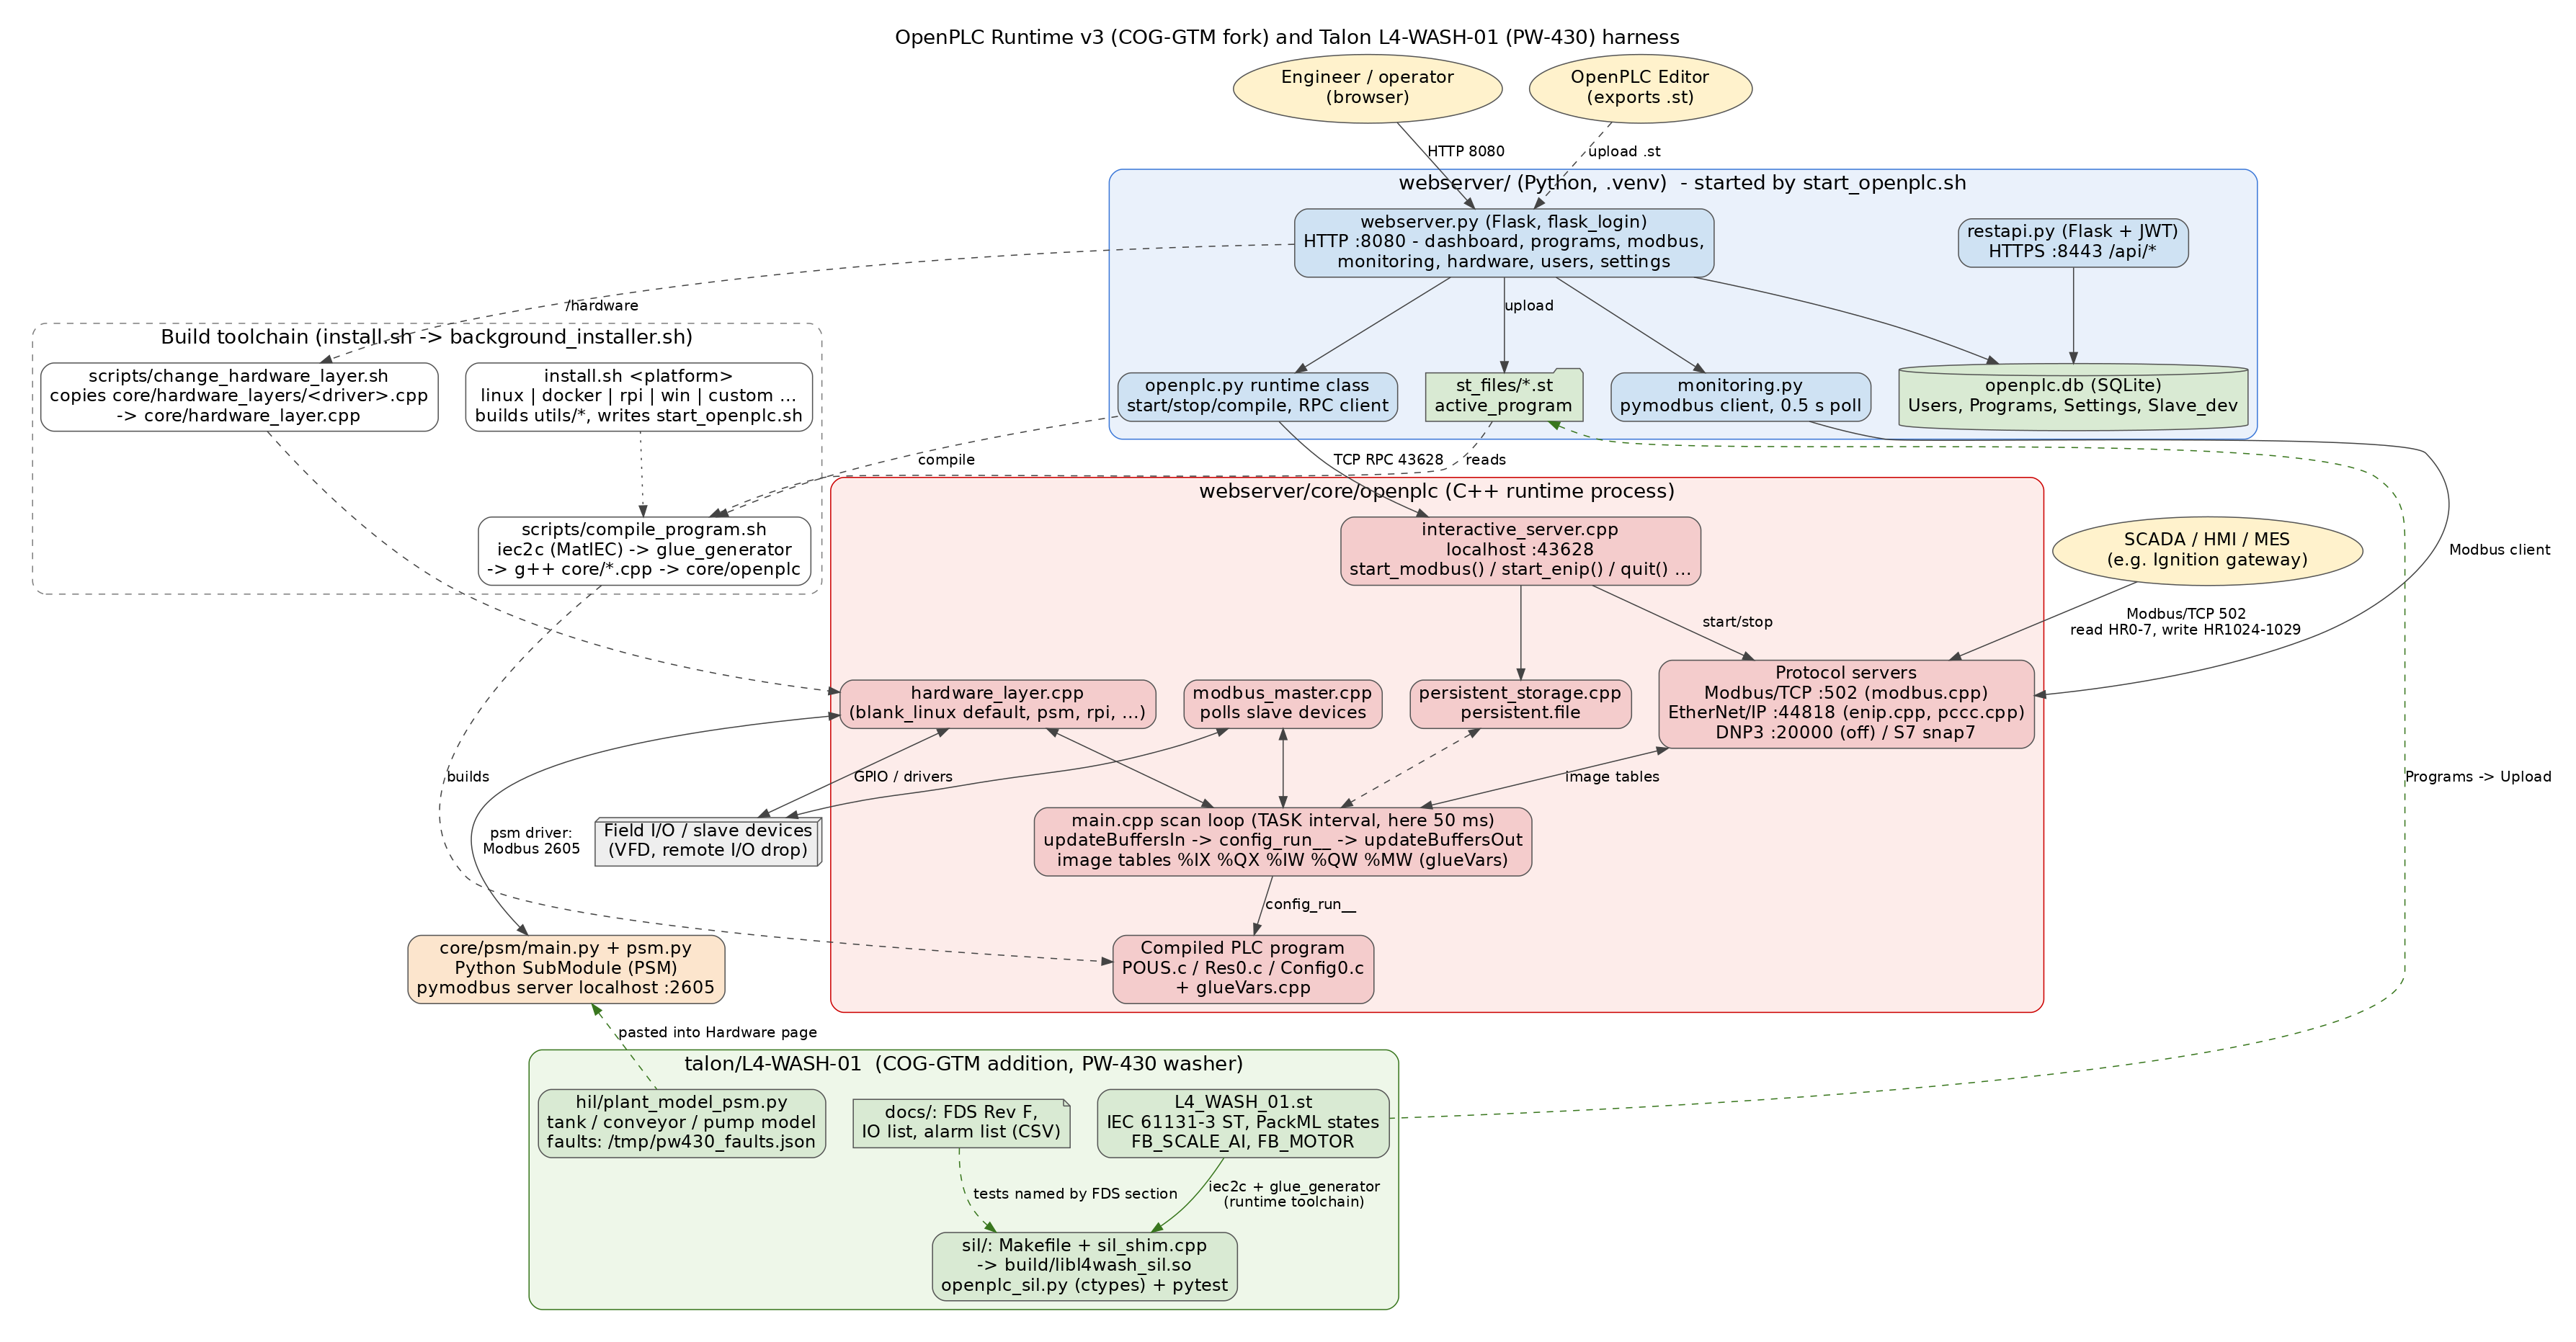 OpenPLC Runtime v3 (COG-GTM fork) and Talon L4-WASH-01 (PW-430) harness
Engineer / operator
(browser)
OpenPLC Editor
(exports .st)
HTTP 8080
upload .st
webserver/ (Python, .venv)  - started by start_openplc.sh
webserver.py (Flask, flask_login)
HTTP :8080 - dashboard, programs, modbus,
monitoring, hardware, users, settings
restapi.py (Flask + JWT)
HTTPS :8443 /api/*
/hardware
upload
Build toolchain (install.sh -> background_installer.sh)
scripts/change_hardware_layer.sh
copies core/hardware_layers/<driver>.cpp
-> core/hardware_layer.cpp
install.sh <platform>
linux | docker | rpi | win | custom ...
builds utils/*, writes start_openplc.sh
openplc.py runtime class
start/stop/compile, RPC client
st_files/*.st
active_program
monitoring.py
pymodbus client, 0.5 s poll
openplc.db (SQLite)
Users, Programs, Settings, Slave_dev
compile
TCP RPC 43628
reads
webserver/core/openplc (C++ runtime process)
scripts/compile_program.sh
iec2c (MatIEC) -> glue_generator
-> g++ core/*.cpp -> core/openplc
interactive_server.cpp
localhost :43628
start_modbus() / start_enip() / quit() ...
SCADA / HMI / MES
(e.g. Ignition gateway)
Modbus client
start/stop
Modbus/TCP 502
read HR0-7, write HR1024-1029
hardware_layer.cpp
(blank_linux default, psm, rpi, ...)
modbus_master.cpp
polls slave devices
persistent_storage.cpp
persistent.file
Protocol servers
Modbus/TCP :502 (modbus.cpp)
EtherNet/IP :44818 (enip.cpp, pccc.cpp)
DNP3 :20000 (off) / S7 snap7
builds
GPIO / drivers
image tables
Programs -> Upload
psm driver:
Modbus 2605
Field I/O / slave devices
(VFD, remote I/O drop)
main.cpp scan loop (TASK interval, here 50 ms)
updateBuffersIn -> config_run__ -> updateBuffersOut
image tables %IX %QX %IW %QW %MW (glueVars)
config_run__
core/psm/main.py + psm.py
Python SubModule (PSM)
pymodbus server localhost :2605
Compiled PLC program
POUS.c / Res0.c / Config0.c
+ glueVars.cpp
pasted into Hardware page
talon/L4-WASH-01  (COG-GTM addition, PW-430 washer)
hil/plant_model_psm.py
tank / conveyor / pump model
faults: /tmp/pw430_faults.json
docs/: FDS Rev F,
IO list, alarm list (CSV)
L4_WASH_01.st
IEC 61131-3 ST, PackML states
FB_SCALE_AI, FB_MOTOR
tests named by FDS section
iec2c + glue_generator
(runtime toolchain)
sil/: Makefile + sil_shim.cpp
-> build/libl4wash_sil.so
openplc_sil.py (ctypes) + pytest